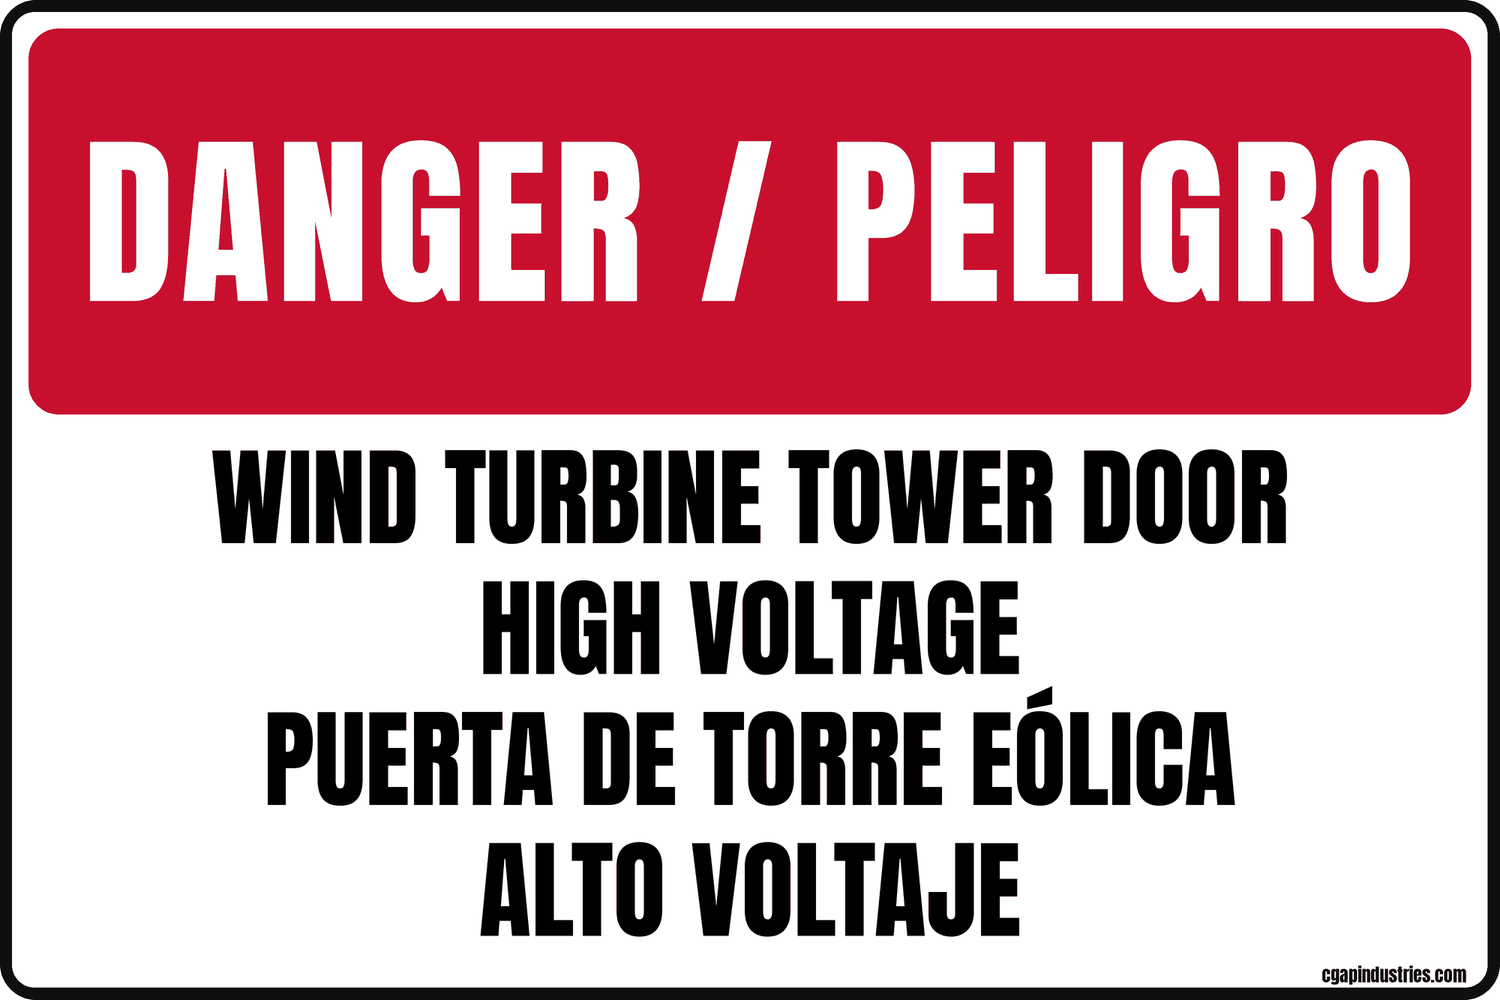 DANGER / PELIGRO
WIND TURBINE TOWER DOOR
HIGH VOLTAGE
PUERTA DE TORRE EÓLICA
ALTO VOLTAJE
cgapindustries.com